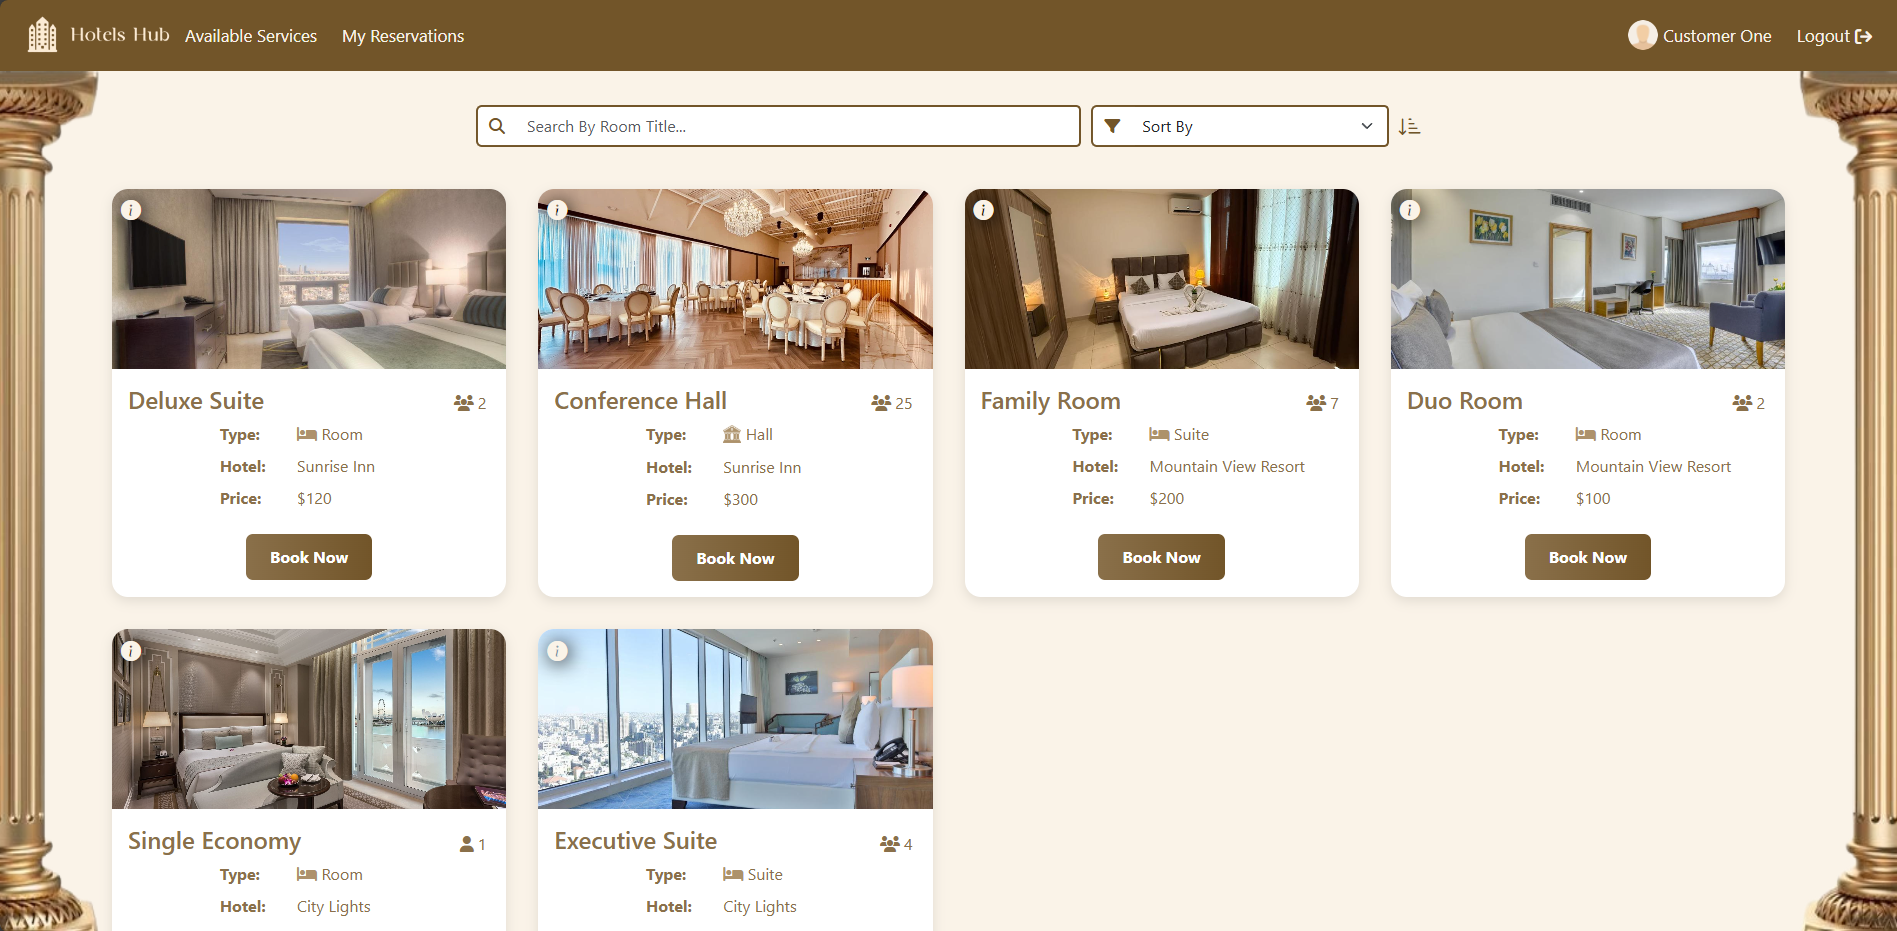 Hotels Hub Available Services My Reservations Customer One Logout
Search By Room Title... Sort By
Deluxe Suite 2
Type: Room
Hotel: Sunrise Inn
Price: $120
Book Now
Conference Hall 25
Type: Hall
Hotel: Sunrise Inn
Price: $300
Book Now
Family Room 7
Type: Suite
Hotel: Mountain View Resort
Price: $200
Book Now
Duo Room 2
Type: Room
Hotel: Mountain View Resort
Price: $100
Book Now
Single Economy 1
Type: Room
Hotel: City Lights
Executive Suite 4
Type: Suite
Hotel: City Lights